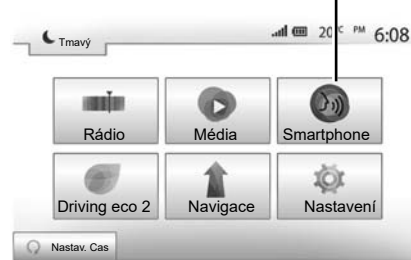 Tmavý
20°C PM 6:08
Rádio Média Smartphone
Driving eco 2 Navigace Nastavení
Nastav. Cas